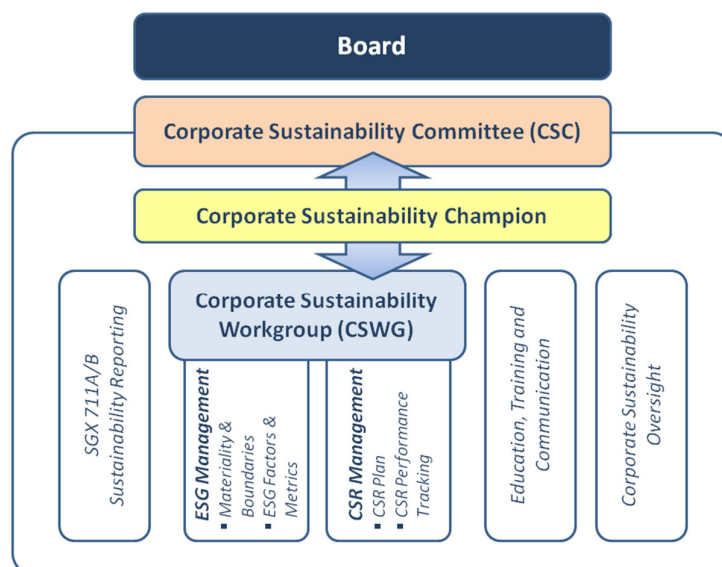 Board
Corporate Sustainability Committee (CSC)
Corporate Sustainability Champion
Corporate Sustainability
Workgroup (CSWG)
SGX 711A/B
Sustainability Reporting
ESG Management
▪ Materiality &
Boundaries
▪ ESG Factors &
Metrics
CSR Management
▪ CSR Plan
▪ CSR Performance
Tracking
Education, Training and
Communication
Corporate Sustainability
Oversight